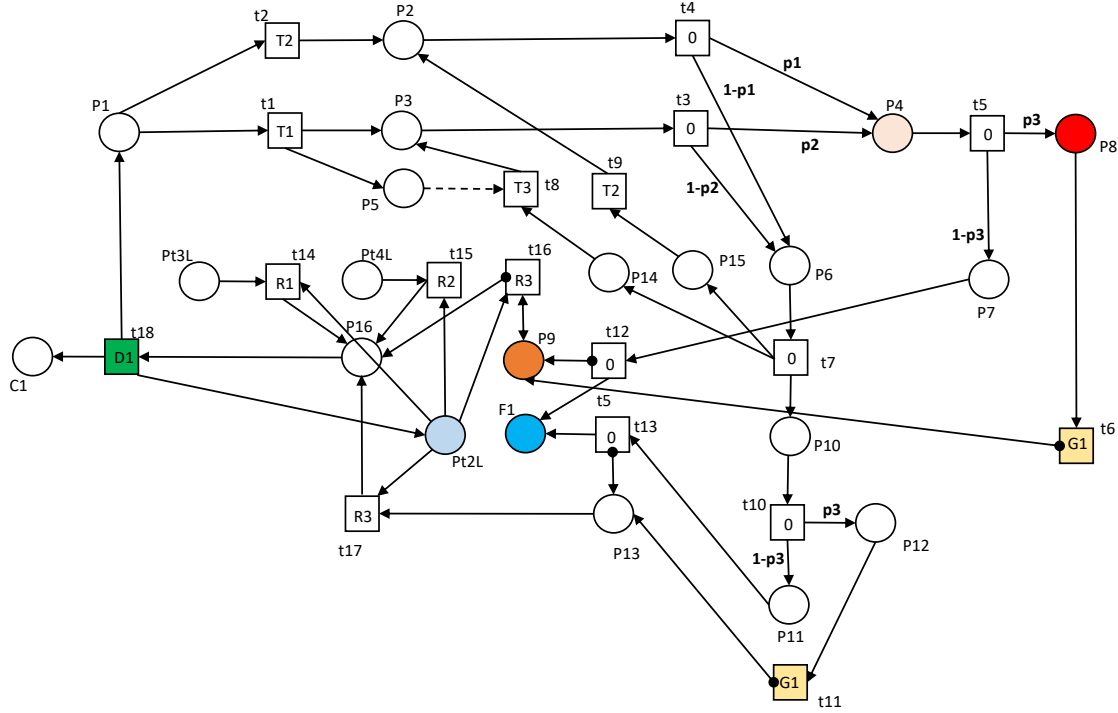 t2
P2
t4
T2
0
p1
1-p1
P1
t1
P3
t3
P4
t5
p3
T1
0
0
p2
P8
t9
1-p2
T3
t8
T2
P5
1-p3
Pt3L
t14
Pt4L
t15
t16
P15
P6
R1
R2
R3
P14
P7
P16
t18
P9
t12
D1
0
0
t7
C1
t5
F1
t13
t6
0
G1
Pt2L
P10
t10
p3
R3
0
P12
P13
t17
1-p3
P11
G1
t11